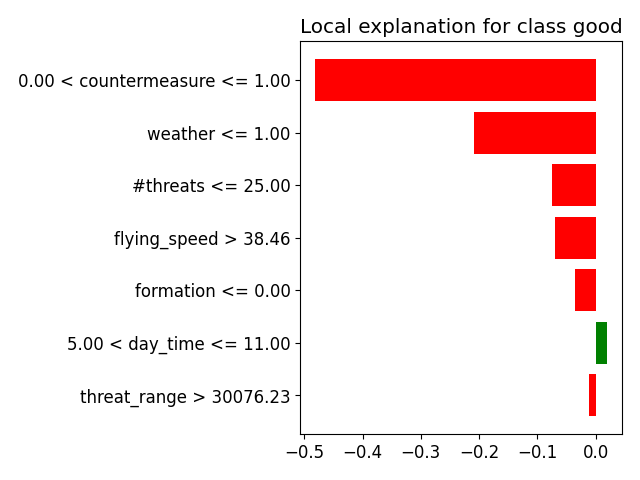 Local explanation for class good
0.00 < countermeasure <= 1.00
weather <= 1.00
#threats <= 25.00
flying_speed > 38.46
formation <= 0.00
5.00 < day_time <= 11.00
threat_range > 30076.23
−0.5 −0.4 −0.3 −0.2 −0.1 0.0